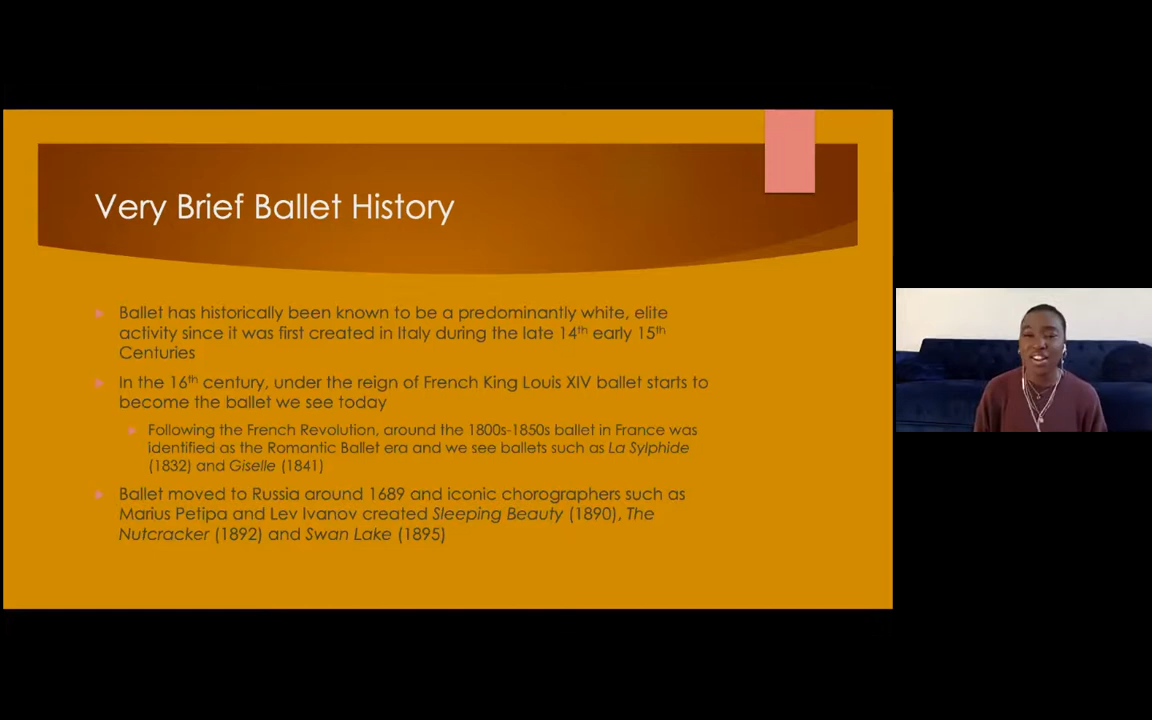 Very Brief Ballet History
Ballet has historically been known to be a predominantly white, elite
activity since it was first created in Italy during the late 14th early 15th
Centuries
In the 16th century, under the reign of French King Louis XIV ballet starts to
become the ballet we see today
Following the French Revolution, around the 1800s-1850s ballet in France was
identified as the Romantic Ballet era and we see ballets such as La Sylphide
(1832) and Giselle (1841)
Ballet moved to Russia around 1689 and iconic chorographers such as
Marius Petipa and Lev Ivanov created Sleeping Beauty (1890), The
Nutcracker (1892) and Swan Lake (1895)